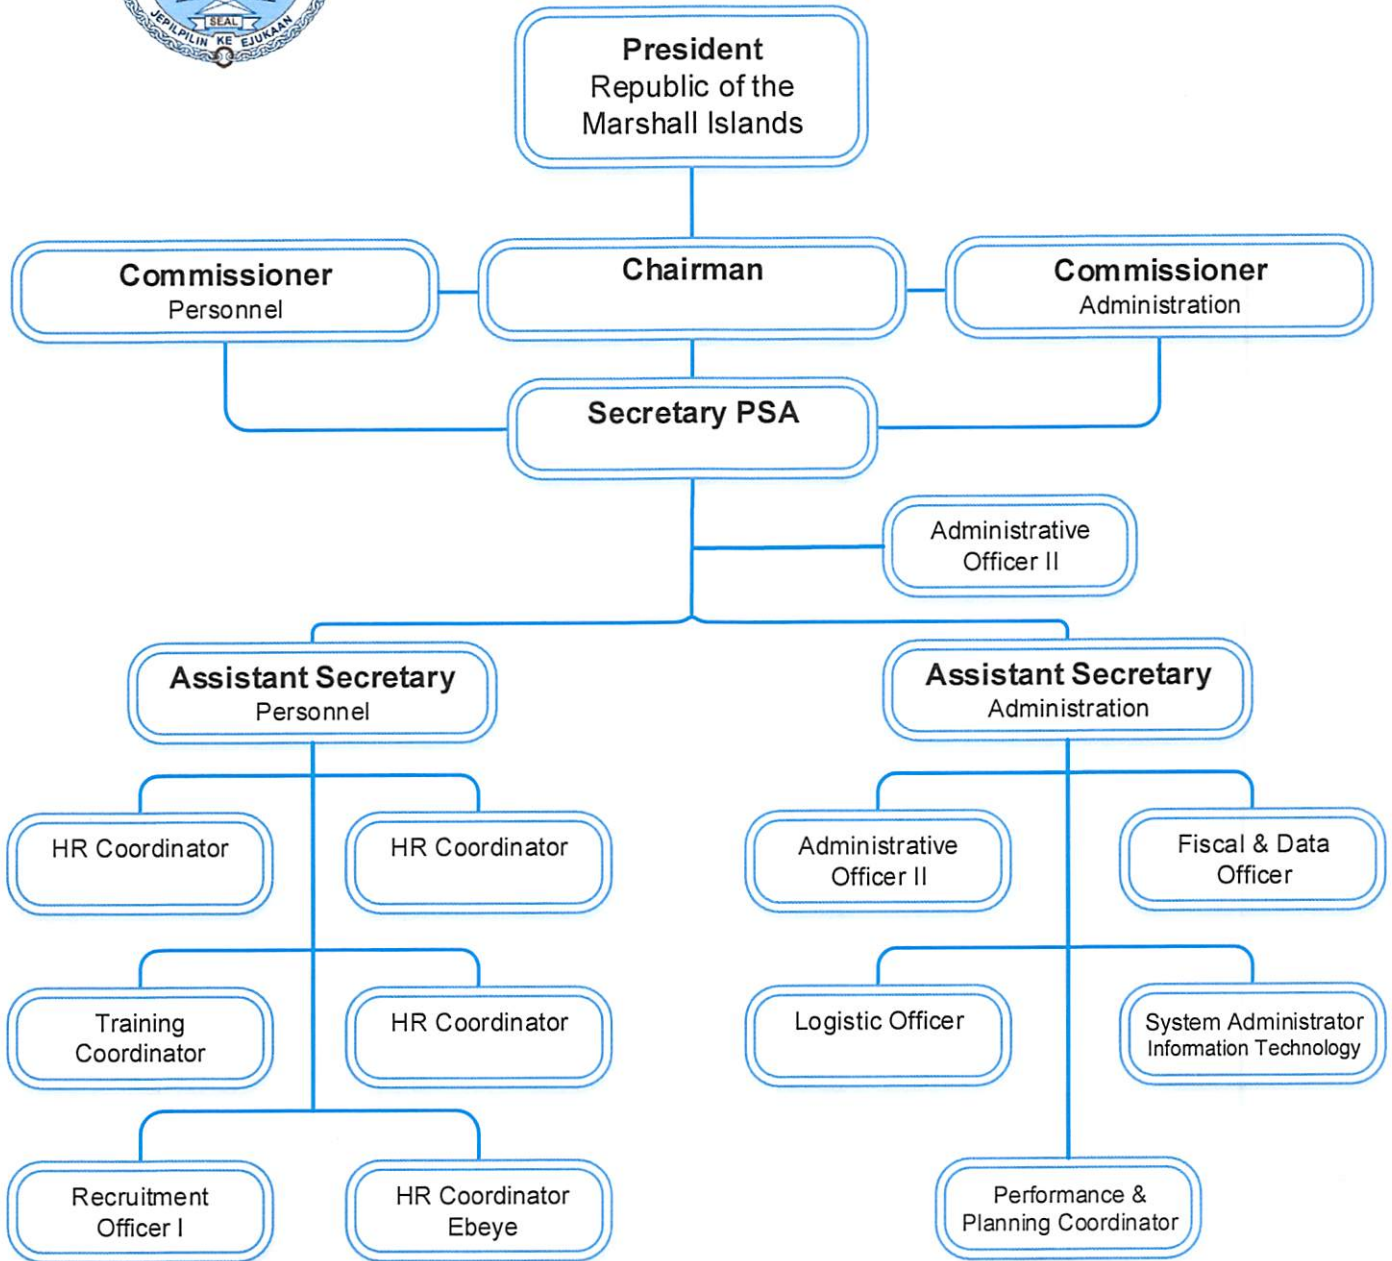 SEAL
JEPILPILIN KE EJUKAAN
President
Republic of the
Marshall Islands
Commissioner
Personnel
Chairman
Commissioner
Administration
Secretary PSA
Administrative
Officer II
Assistant Secretary
Personnel
Assistant Secretary
Administration
HR Coordinator
HR Coordinator
Administrative
Officer II
Fiscal & Data
Officer
Training
Coordinator
HR Coordinator
Logistic Officer
System Administrator
Information Technology
Recruitment
Officer I
HR Coordinator
Ebeye
Performance &
Planning Coordinator